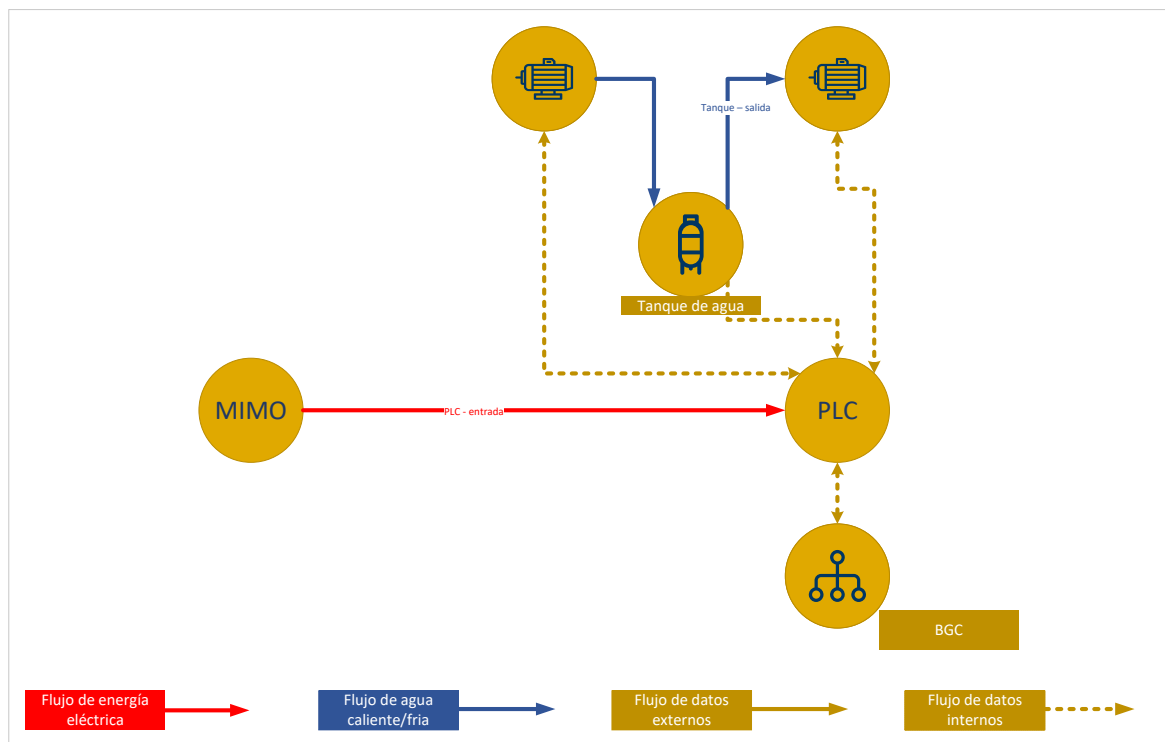 Tanque – salida
Tanque de agua
MIMO
PLC - entrada
PLC
BGC
Flujo de energía
eléctrica
Flujo de agua
caliente/fria
Flujo de datos
externos
Flujo de datos
internos